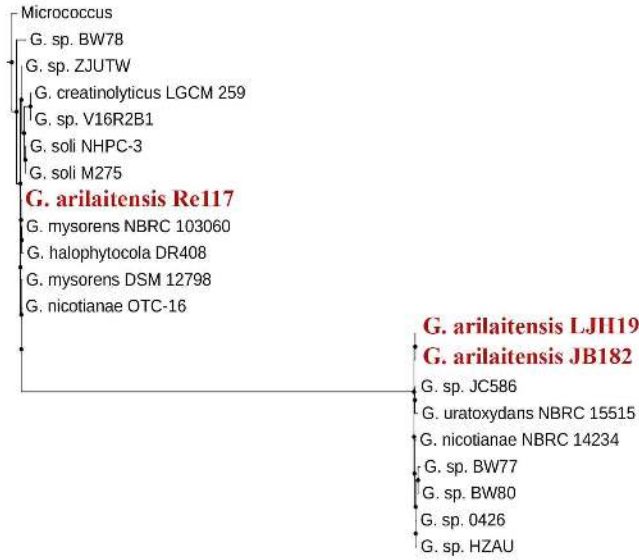 Micrococcus
G. sp. BW78
G. sp. ZJUTW
G. creatinolyticus LGCM 259
G. sp. V16R2B1
G. soli NHPC-3
G. soli M275
G. arilaitensis Re117
G. mysorens NBRC 103060
G. halophytocola DR408
G. mysorens DSM 12798
G. nicotianae OTC-16
G. arilaitensis LJH19
G. arilaitensis JB182
G. sp. JC586
G. uratoxydans NBRC 15515
G. nicotianae NBRC 14234
G. sp. BW77
G. sp. BW80
G. sp. 0426
G. sp. HZAU